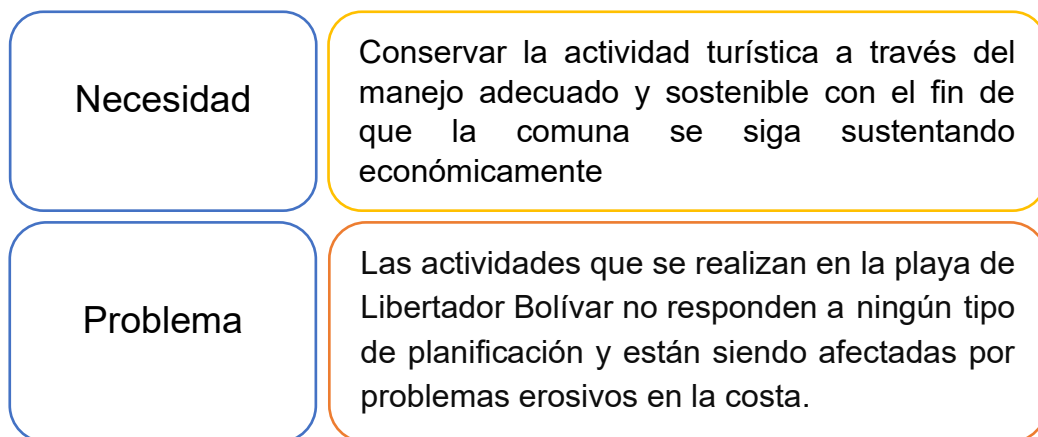 Necesidad
Conservar la actividad turística a través del
manejo adecuado y sostenible con el fin de
que la comuna se siga sustentando
económicamente
Problema
Las actividades que se realizan en la playa de
Libertador Bolívar no responden a ningún tipo
de planificación y están siendo afectadas por
problemas erosivos en la costa.